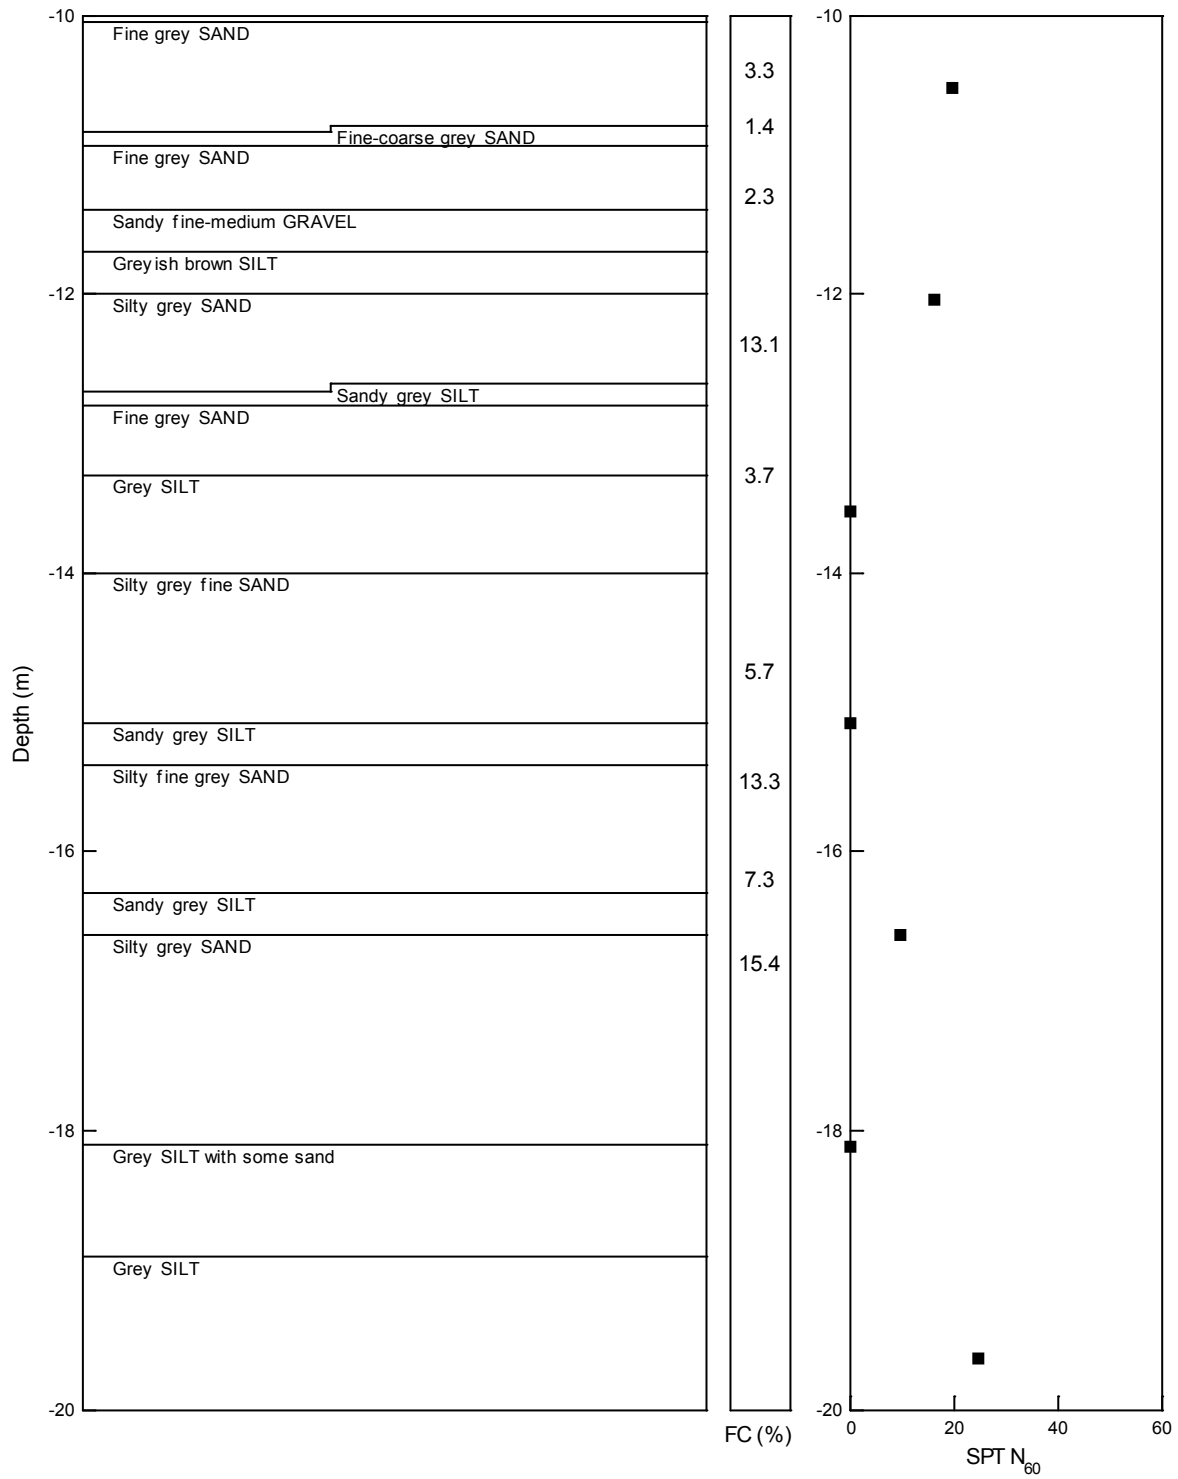 -10
Fine grey SAND
Fine-coarse grey SAND
Fine grey SAND
Sandy fine-medium GRAVEL
Greyish brown SILT
-12
Silty grey SAND
Sandy grey SILT
Fine grey SAND
Grey SILT
-14
Silty grey fine SAND
Sandy grey SILT
Silty fine grey SAND
-16
Sandy grey SILT
Silty grey SAND
-18
Grey SILT with some sand
Grey SILT
-20
Depth (m)
3.3
1.4
2.3
13.1
3.7
5.7
13.3
7.3
15.4
FC (%)
-10
-12
-14
-16
-18
-20
0 20 40 60
SPT N60